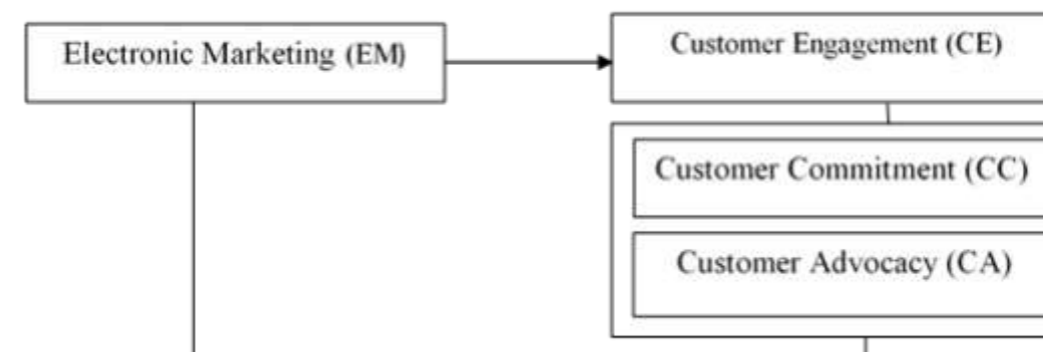 Electronic Marketing (EM)
Customer Engagement (CE)
Customer Commitment (CC)
Customer Advocacy (CA)